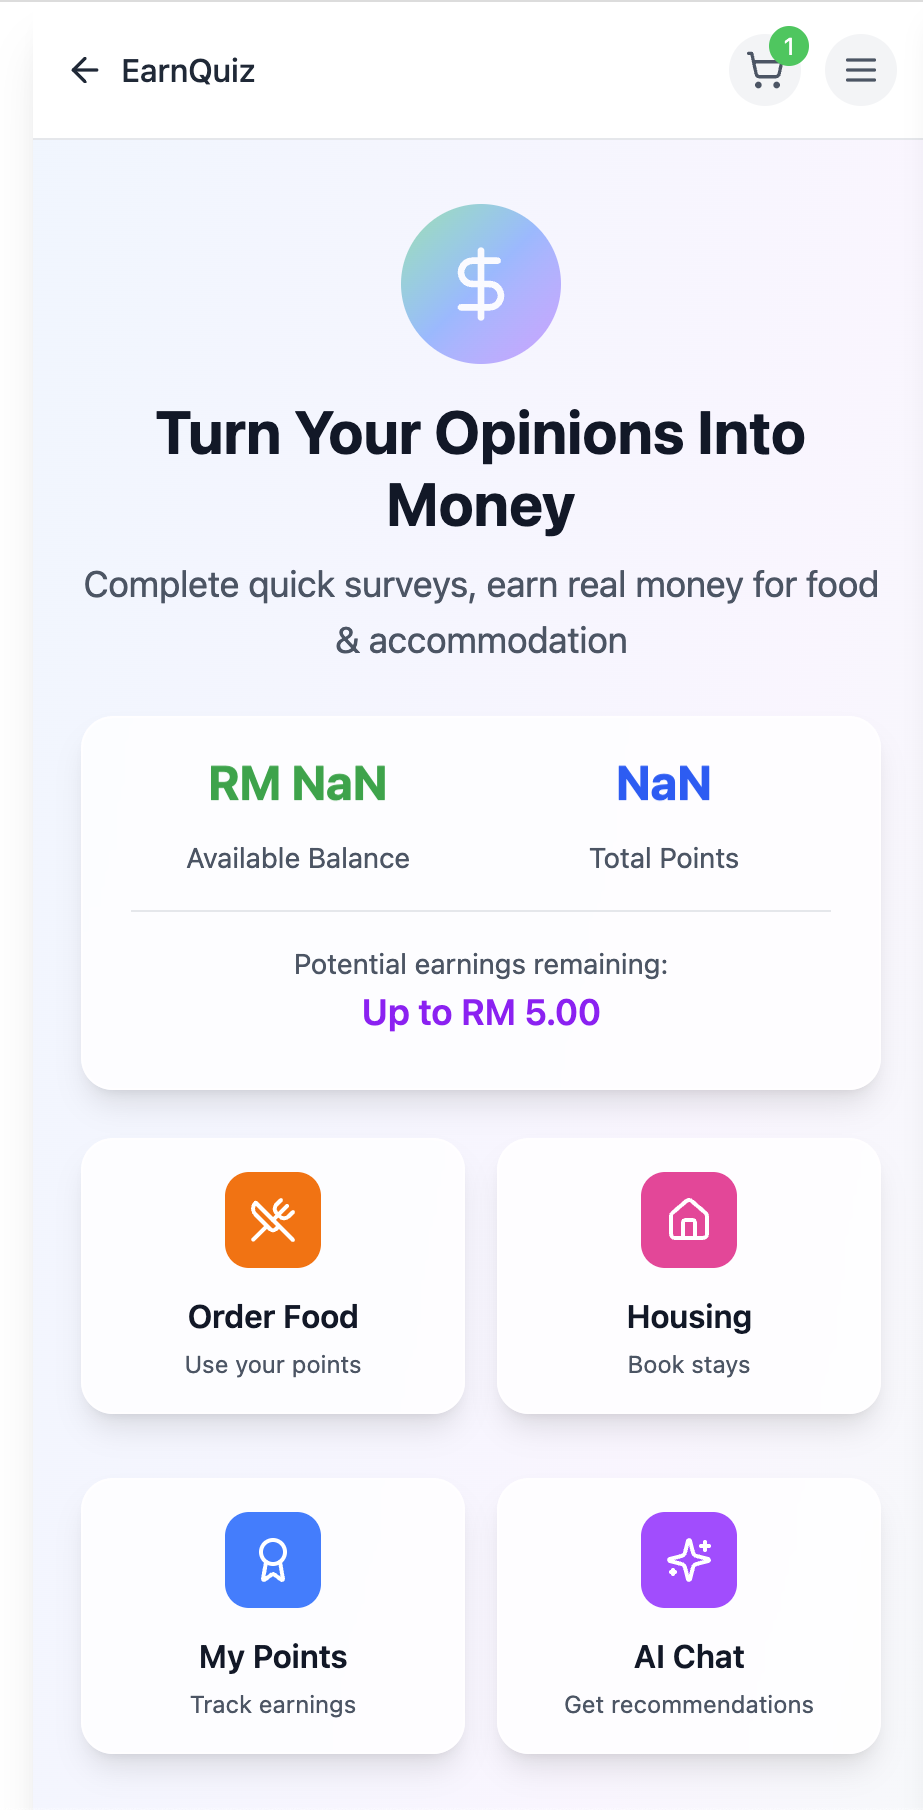 EarnQuiz
1
$
Turn Your Opinions Into
Money
Complete quick surveys, earn real money for food
& accommodation
RM NaN
NaN
Available Balance
Total Points
Potential earnings remaining:
Up to RM 5.00
Order Food
Housing
Use your points
Book stays
My Points
AI Chat
Track earnings
Get recommendations